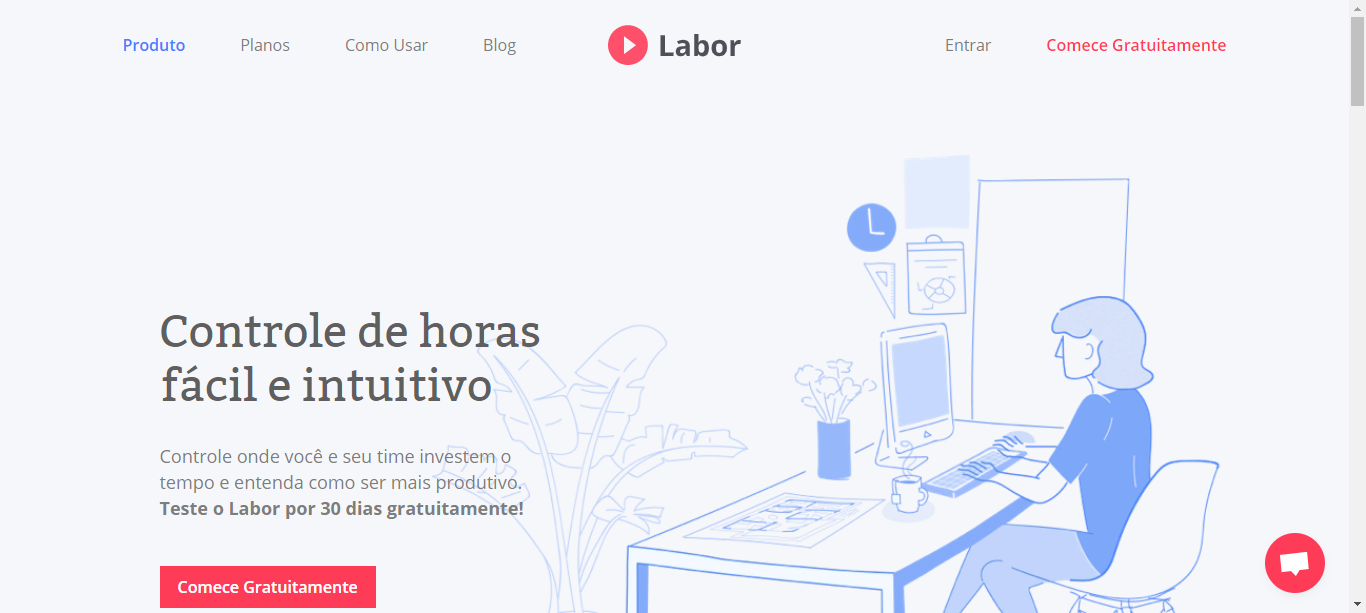 Produto Planos Como Usar Blog Labor Entrar Comece Gratuitamente
Controle de horas
fácil e intuitivo
Controle onde você e seu time investem o
tempo e entenda como ser mais produtivo.
Teste o Labor por 30 dias gratuitamente!
Comece Gratuitamente